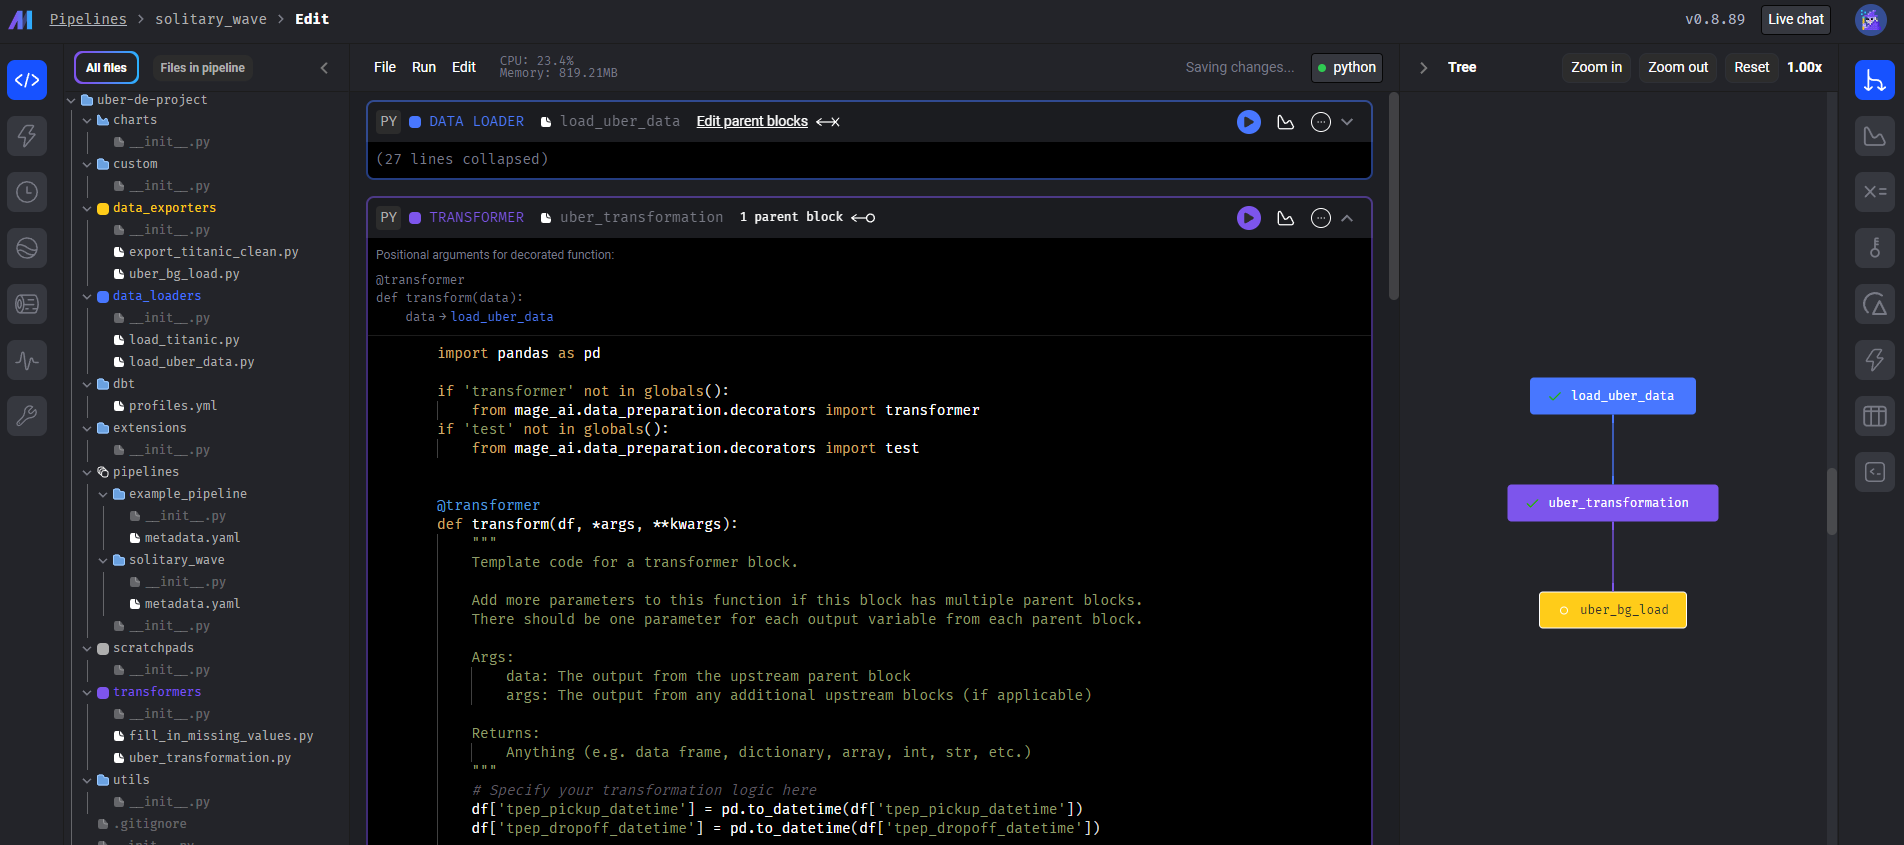 Pipelines > solitary_wave > Edit
v0.8.89 Live chat
All files Files in pipeline
uber-de-project
charts
__init__.py
custom
__init__.py
data_exporters
__init__.py
export_titanic_clean.py
uber_bg_load.py
data_loaders
__init__.py
load_titanic.py
load_uber_data.py
dbt
profiles.yml
extensions
__init__.py
pipelines
example_pipeline
__init__.py
metadata.yaml
solitary_wave
__init__.py
metadata.yaml
__init__.py
scratchpads
__init__.py
transformers
__init__.py
fill_in_missing_values.py
uber_transformation.py
utils
__init__.py
.gitignore
__init__.py
File Run Edit
CPU: 23.4%
Memory: 819.21MB
Saving changes... python
PY DATA LOADER load_uber_data Edit parent blocks
(27 lines collapsed)
PY TRANSFORMER uber_transformation 1 parent block
Positional arguments for decorated function:
@transformer
def transform(data):
data → load_uber_data
import pandas as pd
if 'transformer' not in globals():
from mage_ai.data_preparation.decorators import transformer
if 'test' not in globals():
from mage_ai.data_preparation.decorators import test
@transformer
def transform(df, *args, **kwargs):
"""
Template code for a transformer block.
Add more parameters to this function if this block has multiple parent blocks.
There should be one parameter for each output variable from each parent block.
Args:
data: The output from the upstream parent block
args: The output from any additional upstream blocks (if applicable)
Returns:
Anything (e.g. data frame, dictionary, array, int, str, etc.)
"""
# Specify your transformation logic here
df['tpep_pickup_datetime'] = pd.to_datetime(df['tpep_pickup_datetime'])
df['tpep_dropoff_datetime'] = pd.to_datetime(df['tpep_dropoff_datetime'])
Tree Zoom in Zoom out Reset 1.00x
load_uber_data
uber_transformation
uber_bg_load